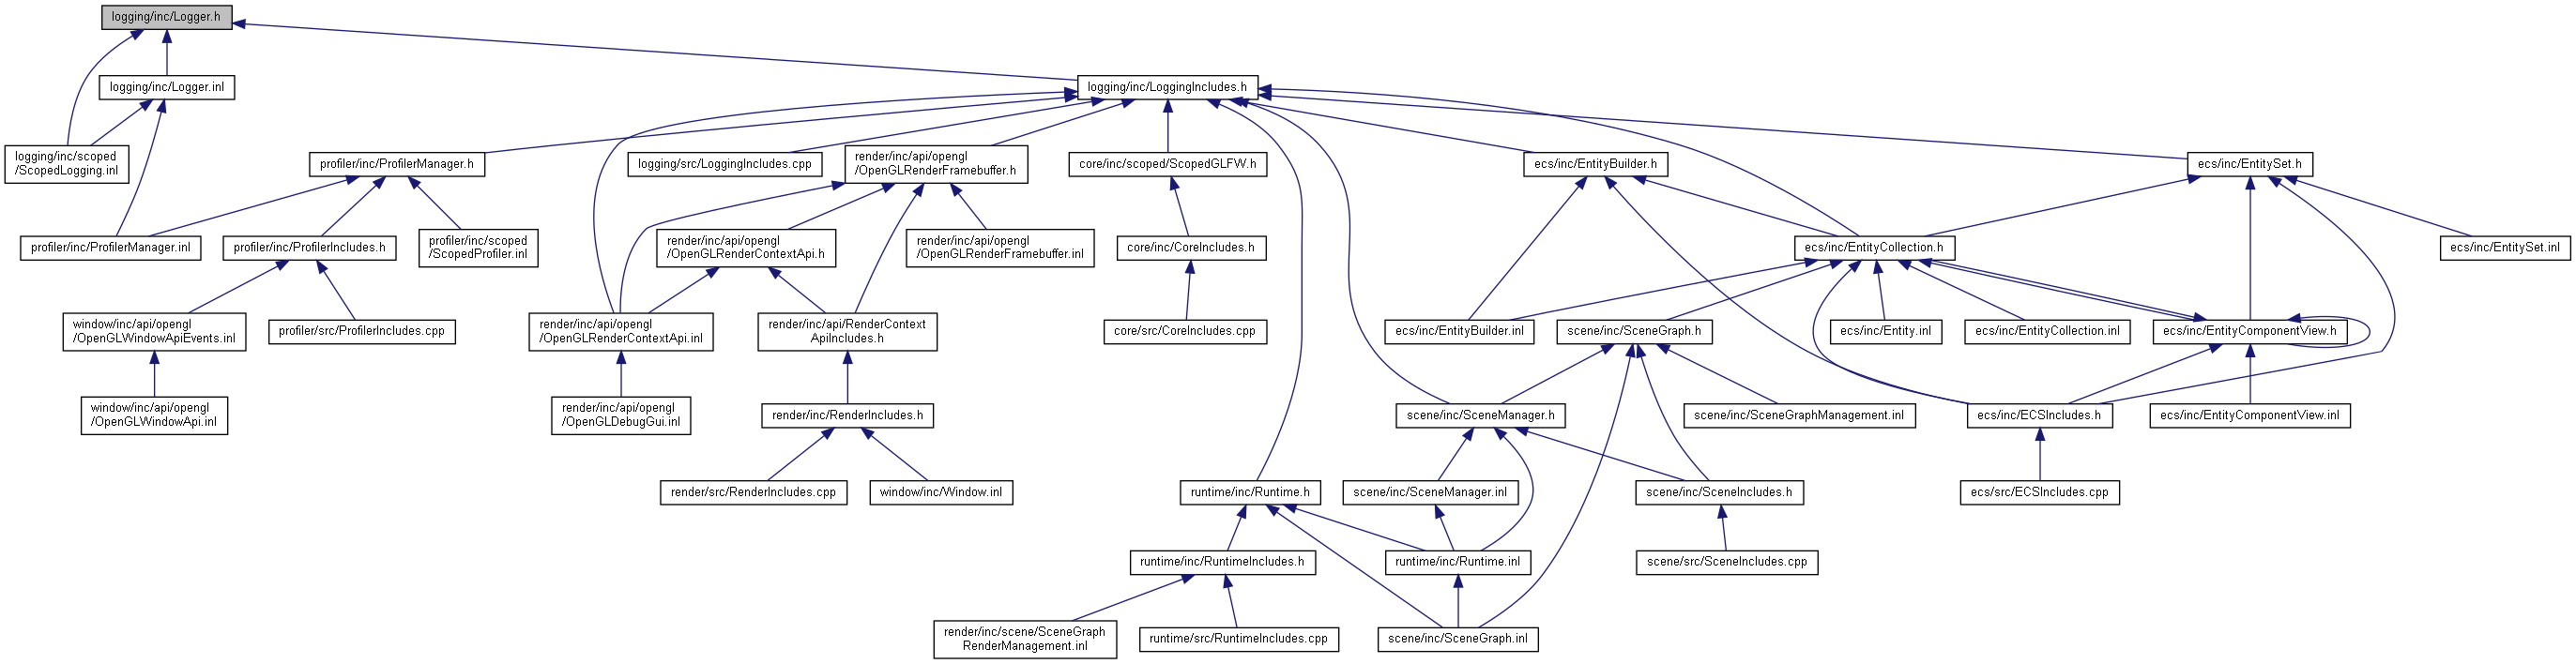 logging/inc/Logger.h
logging/inc/Logger.inl
logging/inc/LoggingIncludes.h
logging/inc/scoped
/ScopedLogging.inl
profiler/inc/ProfilerManager.h
logging/src/LoggingIncludes.cpp
render/inc/api/opengl
/OpenGLRenderFramebuffer.h
core/inc/scoped/ScopedGLFW.h
ecs/inc/EntityBuilder.h
ecs/inc/EntitySet.h
profiler/inc/ProfilerManager.inl
profiler/inc/ProfilerIncludes.h
profiler/inc/scoped
/ScopedProfiler.inl
render/inc/api/opengl
/OpenGLRenderContextApi.h
render/inc/api/opengl
/OpenGLRenderFramebuffer.inl
core/inc/CoreIncludes.h
ecs/inc/EntityCollection.h
ecs/inc/EntitySet.inl
window/inc/api/opengl
/OpenGLWindowApiEvents.inl
profiler/src/ProfilerIncludes.cpp
render/inc/api/opengl
/OpenGLRenderContextApi.inl
render/inc/api/RenderContext
ApiIncludes.h
core/src/CoreIncludes.cpp
ecs/inc/EntityBuilder.inl
scene/inc/SceneGraph.h
ecs/inc/Entity.inl
ecs/inc/EntityCollection.inl
ecs/inc/EntityComponentView.h
window/inc/api/opengl
/OpenGLWindowApi.inl
render/inc/api/opengl
/OpenGLDebugGui.inl
render/inc/RenderIncludes.h
scene/inc/SceneManager.h
scene/inc/SceneGraphManagement.inl
ecs/inc/ECSIncludes.h
ecs/inc/EntityComponentView.inl
render/src/RenderIncludes.cpp
window/inc/Window.inl
runtime/inc/Runtime.h
scene/inc/SceneManager.inl
scene/inc/SceneIncludes.h
ecs/src/ECSIncludes.cpp
runtime/inc/RuntimeIncludes.h
runtime/inc/Runtime.inl
scene/src/SceneIncludes.cpp
render/inc/scene/SceneGraph
RenderManagement.inl
runtime/src/RuntimeIncludes.cpp
scene/inc/SceneGraph.inl